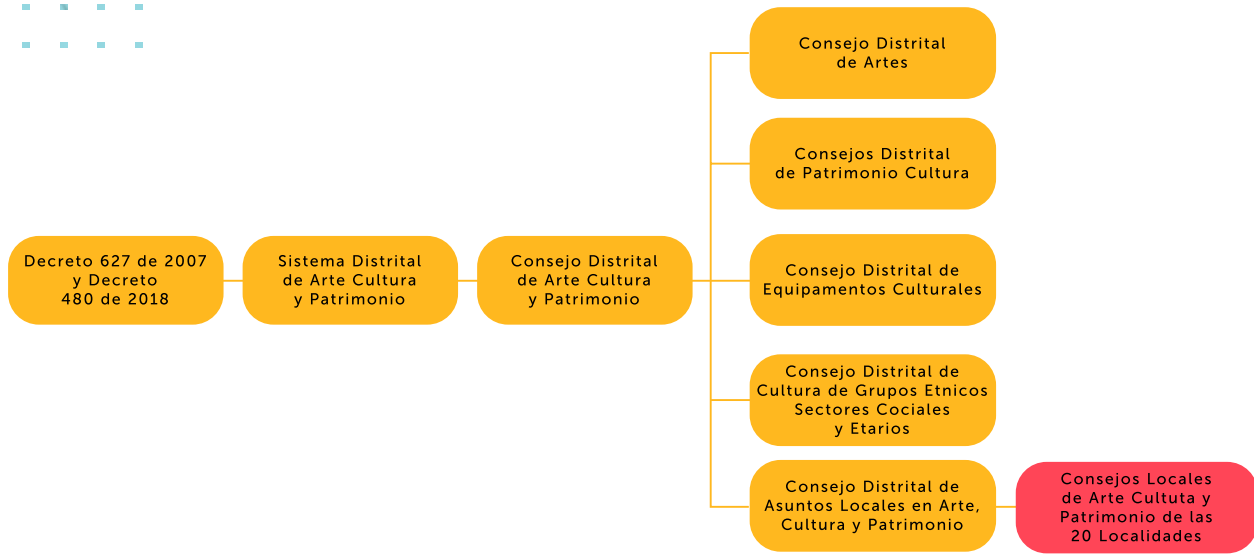 Decreto 627 de 2007
y Decreto
480 de 2018
Sistema Distrital
de Arte Cultura
y Patrimonio
Consejo Distrital
de Arte Cultura
y Patrimonio
Consejo Distrital
de Artes
Consejos Distrital
de Patrimonio Cultura
Consejo Distrital de
Equipamentos Culturales
Consejo Distrital de
Cultura de Grupos Etnicos
Sectores Cociales
y Etarios
Consejo Distrital de
Asuntos Locales en Arte,
Cultura y Patrimonio
Consejos Locales
de Arte Cultuta y
Patrimonio de las
20 Localidades